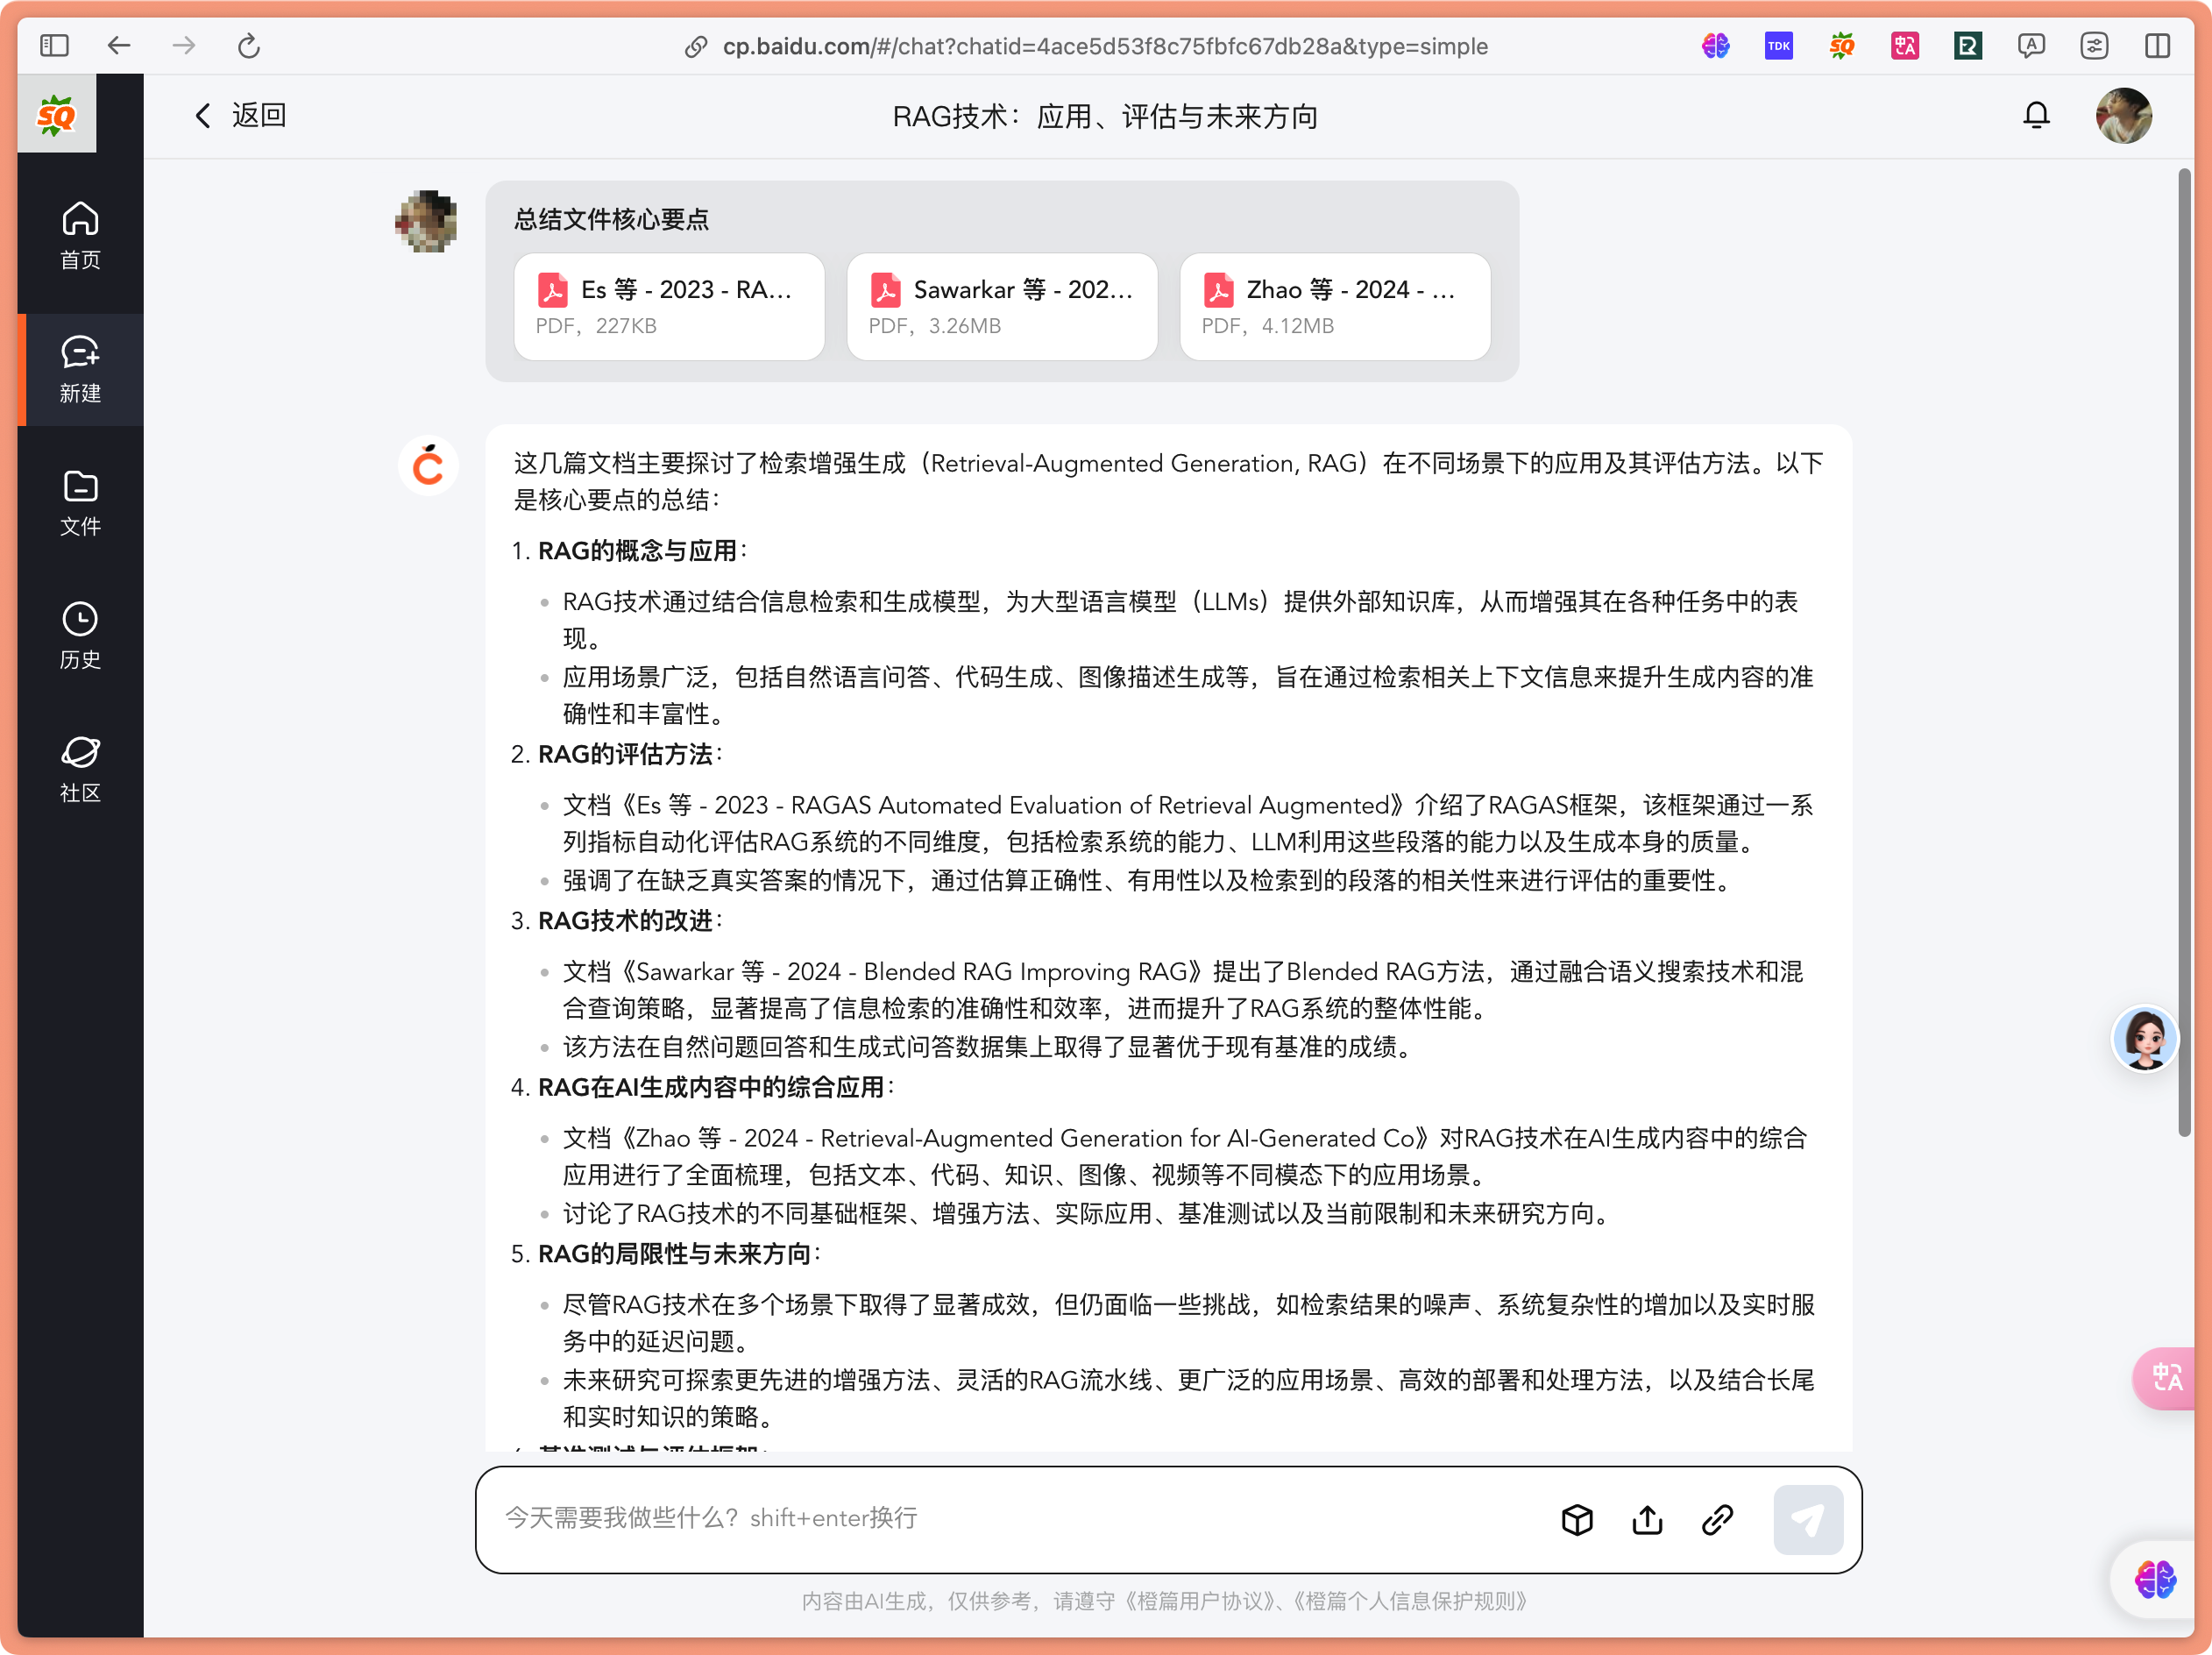 cp.baidu.com/#/chat?chatid=4ace5d53f8c75fbfc67db28a&type=simple
TDK
SQ
中A
A
SQ
返回
RAG技术：应用、评估与未来方向
首页
新建
文件
历史
社区
总结文件核心要点
Es 等 - 2023 - RA...
PDF，227KB
Sawarkar 等 - 202...
PDF，3.26MB
Zhao 等 - 2024 - ...
PDF，4.12MB
这几篇文档主要探讨了检索增强生成（Retrieval-Augmented Generation, RAG）在不同场景下的应用及其评估方法。以下
是核心要点的总结：
1. RAG的概念与应用：
RAG技术通过结合信息检索和生成模型，为大型语言模型（LLMs）提供外部知识库，从而增强其在各种任务中的表
现。
应用场景广泛，包括自然语言问答、代码生成、图像描述生成等，旨在通过检索相关上下文信息来提升生成内容的准
确性和丰富性。
2. RAG的评估方法：
文档《Es 等 - 2023 - RAGAS Automated Evaluation of Retrieval Augmented》介绍了RAGAS框架，该框架通过一系
列指标自动化评估RAG系统的不同维度，包括检索系统的能力、LLM利用这些段落的能力以及生成本身的质量。
强调了在缺乏真实答案的情况下，通过估算正确性、有用性以及检索到的段落的相关性来进行评估的重要性。
3. RAG技术的改进：
文档《Sawarkar 等 - 2024 - Blended RAG Improving RAG》提出了Blended RAG方法，通过融合语义搜索技术和混
合查询策略，显著提高了信息检索的准确性和效率，进而提升了RAG系统的整体性能。
该方法在自然问题回答和生成式问答数据集上取得了显著优于现有基准的成绩。
4. RAG在AI生成内容中的综合应用：
文档《Zhao 等 - 2024 - Retrieval-Augmented Generation for AI-Generated Co》对RAG技术在AI生成内容中的综合
应用进行了全面梳理，包括文本、代码、知识、图像、视频等不同模态下的应用场景。
讨论了RAG技术的不同基础框架、增强方法、实际应用、基准测试以及当前限制和未来研究方向。
5. RAG的局限性与未来方向：
尽管RAG技术在多个场景下取得了显著成效，但仍面临一些挑战，如检索结果的噪声、系统复杂性的增加以及实时服
务中的延迟问题。
未来研究可探索更先进的增强方法、灵活的RAG流水线、更广泛的应用场景、高效的部署和处理方法，以及结合长尾
和实时知识的策略。
中A
今天需要我做些什么？shift+enter换行
内容由AI生成，仅供参考，请遵守《橙篇用户协议》、《橙篇个人信息保护规则》